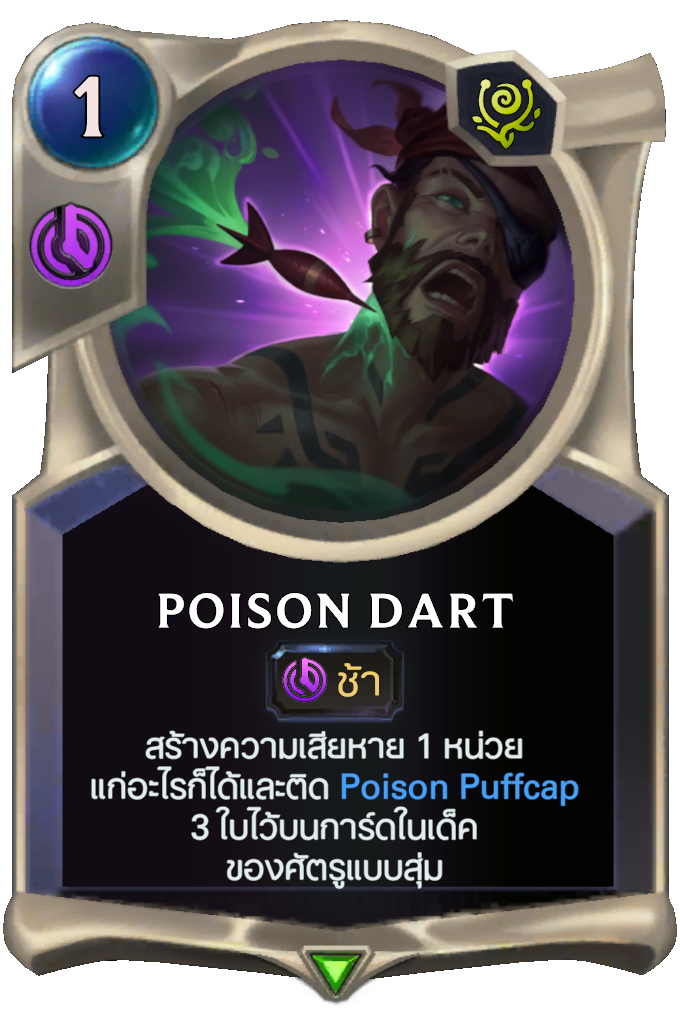 1
POISON DART
ช้า
สร้างความเสียหาย 1 หน่วย
แก่อะไรก็ได้และติด Poison Puffcap
3 ใบไว้บนการ์ดในเด็ค
ของศัตรูแบบสุ่ม